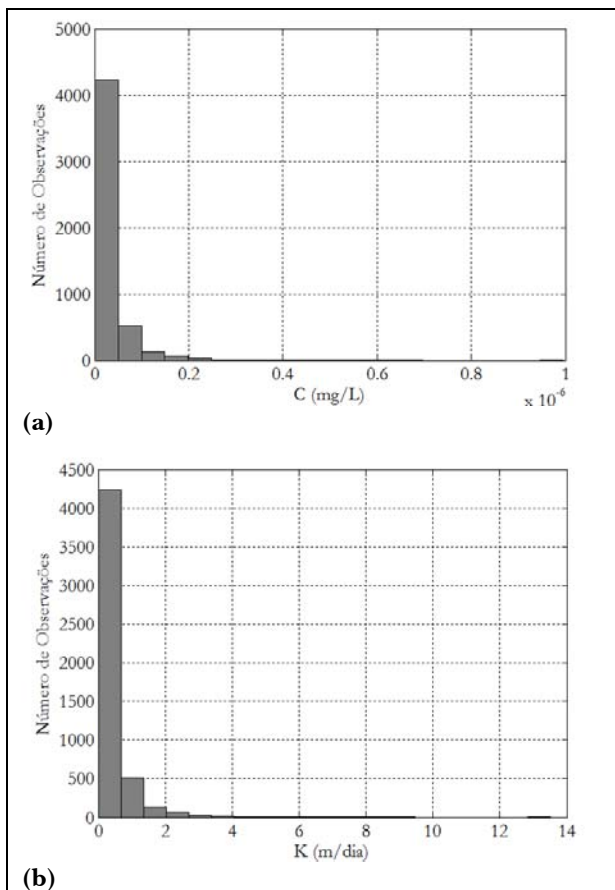 5000
4000
3000
2000
1000
0
Número de Observações
0 0.2 0.4 0.6 0.8 1
C (mg/L)
x 10-6
(a)
4500
4000
3500
3000
2500
2000
1500
1000
500
0
Número de Observações
0 2 4 6 8 10 12 14
K (m/dia)
(b)